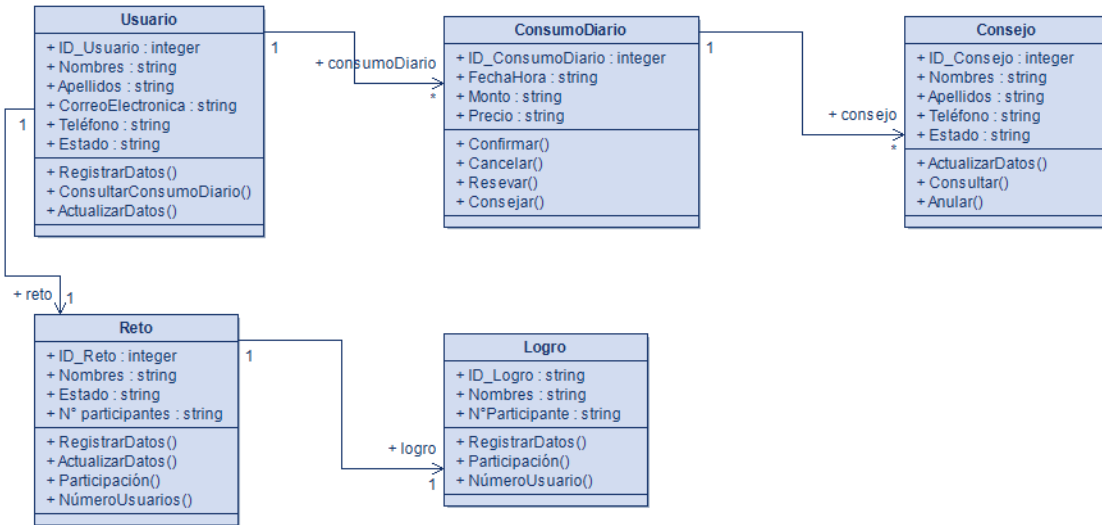 Usuario
+ ID_Usuario : integer
+ Nombres : string
+ Apellidos : string
+ CorreoElectronica : string
+ Teléfono : string
+ Estado : string
+ RegistrarDatos()
+ ConsultarConsumoDiario()
+ ActualizarDatos()
1
+ consumoDiario
*
ConsumoDiario
+ ID_ConsumoDiario : integer
+ FechaHora : string
+ Monto : string
+ Precio : string
+ Confirmar()
+ Cancelar()
+ Resevar()
+ Consejar()
1
+ consejo
*
Consejo
+ ID_Consejo : integer
+ Nombres : string
+ Apellidos : string
+ Teléfono : string
+ Estado : string
+ ActualizarDatos()
+ Consultar()
+ Anular()
1
+ reto
1
Reto
+ ID_Reto : integer
+ Nombres : string
+ Estado : string
+ N° participantes : string
+ RegistrarDatos()
+ ActualizarDatos()
+ Participación()
+ NúmeroUsuarios()
1
+ logro
1
Logro
+ ID_Logro : string
+ Nombres : string
+ N°Participante : string
+ RegistrarDatos()
+ Participación()
+ NúmeroUsuario()